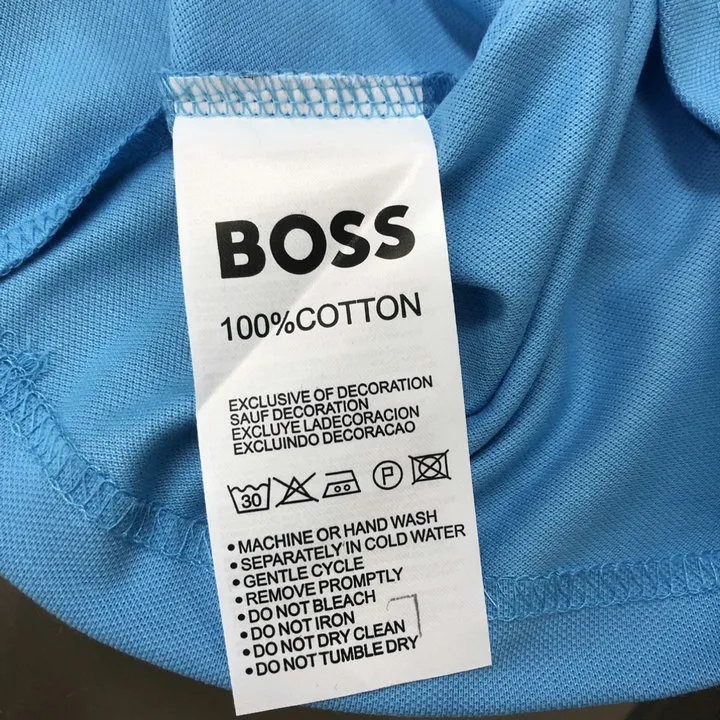 BOSS
100%COTTON
EXCLUSIVE OF DECORATION
SAUF DECORATION
EXCLUYE LADECORACION
EXCLUINDO DECORACAO
30 P
•MACHINE OR HAND WASH
•SEPARATELY IN COLD WATER
•GENTLE CYCLE
•REMOVE PROMPTLY
•DO NOT BLEACH
•DO NOT IRON
•DO NOT DRY CLEAN
•DO NOT TUMBLE DRY